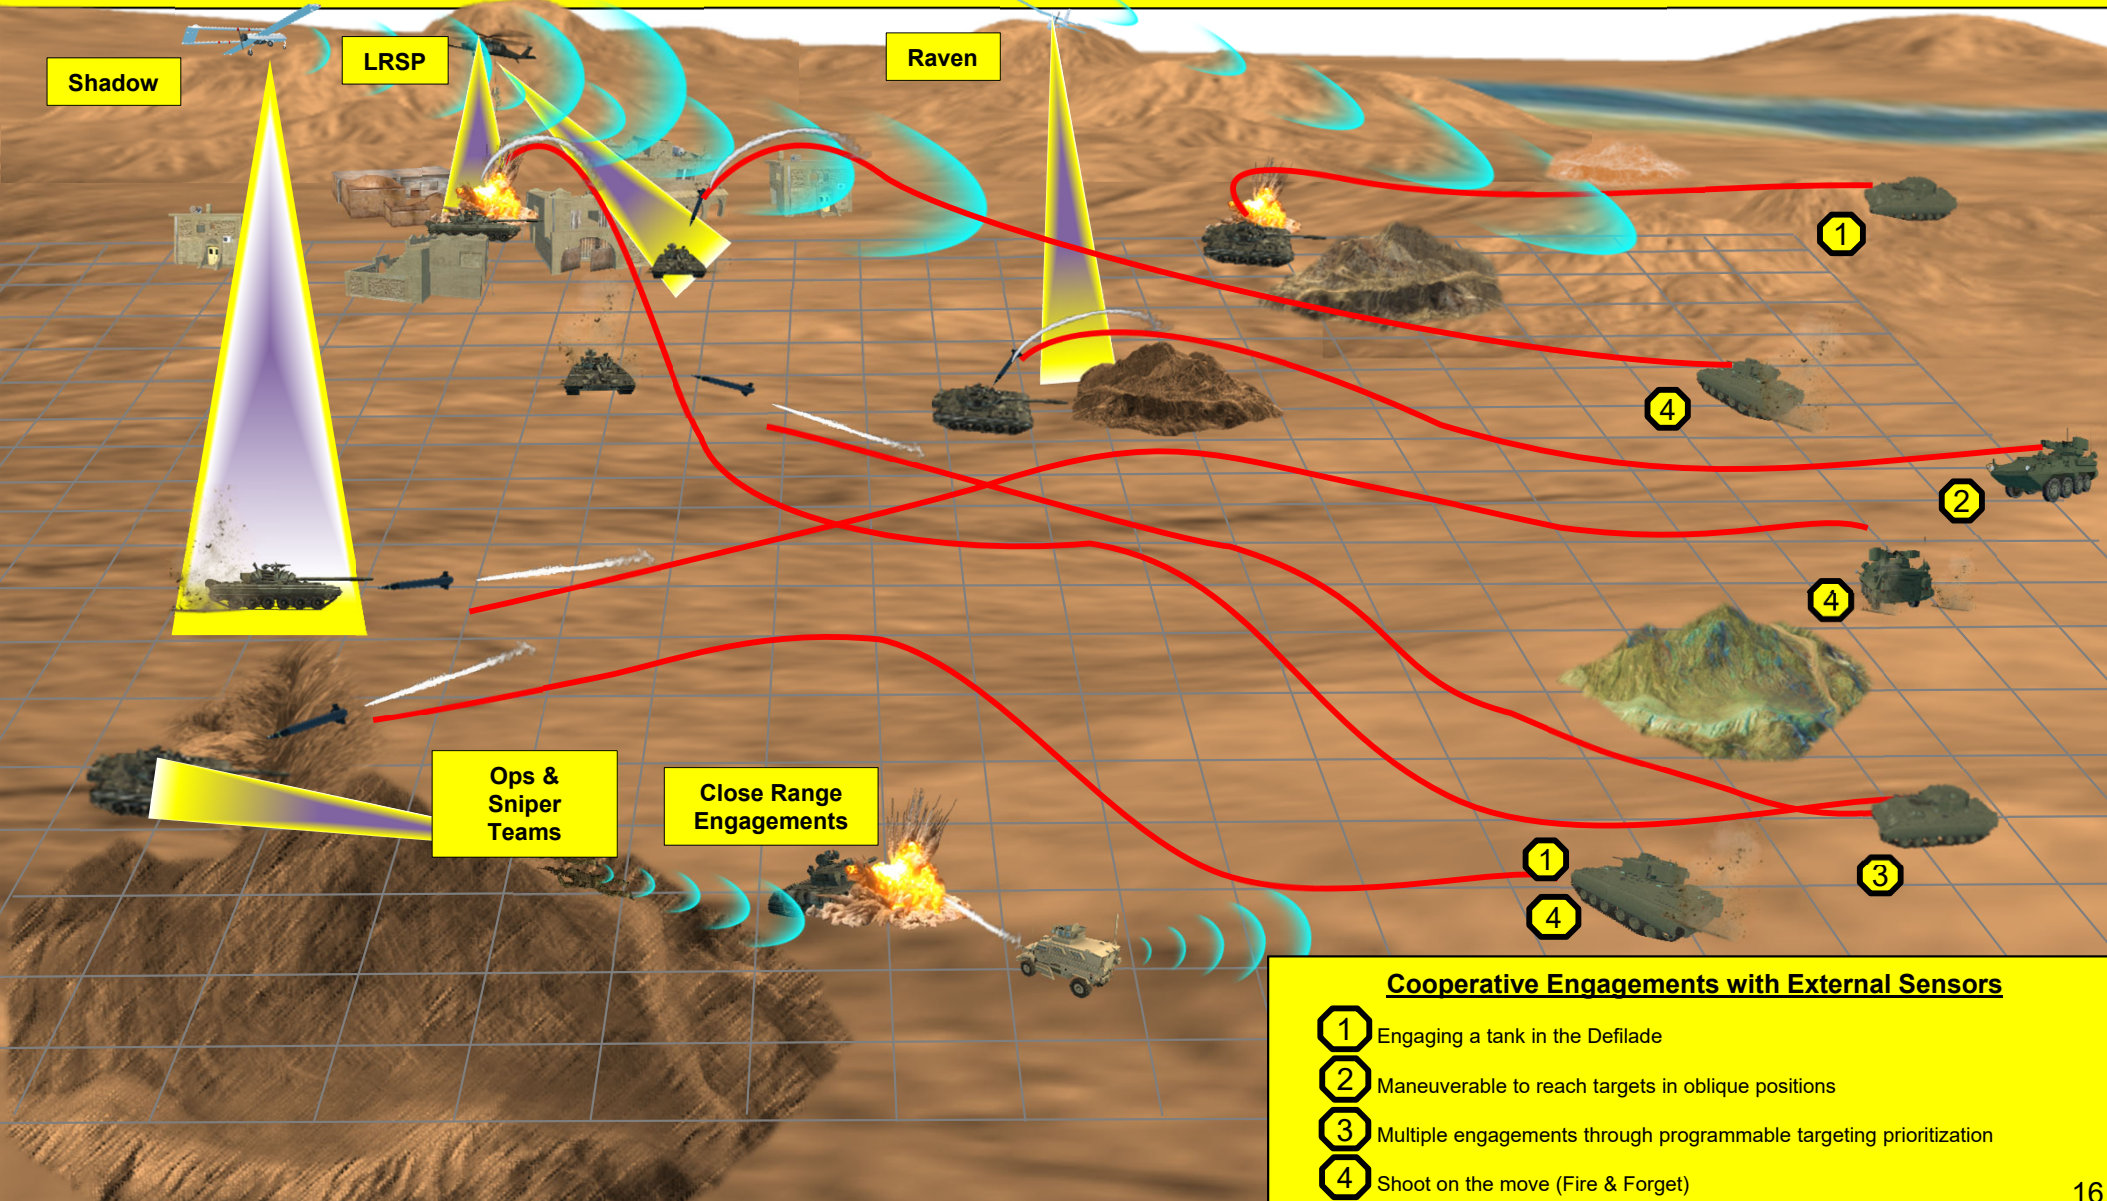 Shadow
LRSP
Raven
1
4
2
4
Ops &
Sniper
Teams
Close Range
Engagements
1
4
3
Cooperative Engagements with External Sensors
1 Engaging a tank in the Defilade
2 Maneuverable to reach targets in oblique positions
3 Multiple engagements through programmable targeting prioritization
4 Shoot on the move (Fire & Forget)
16